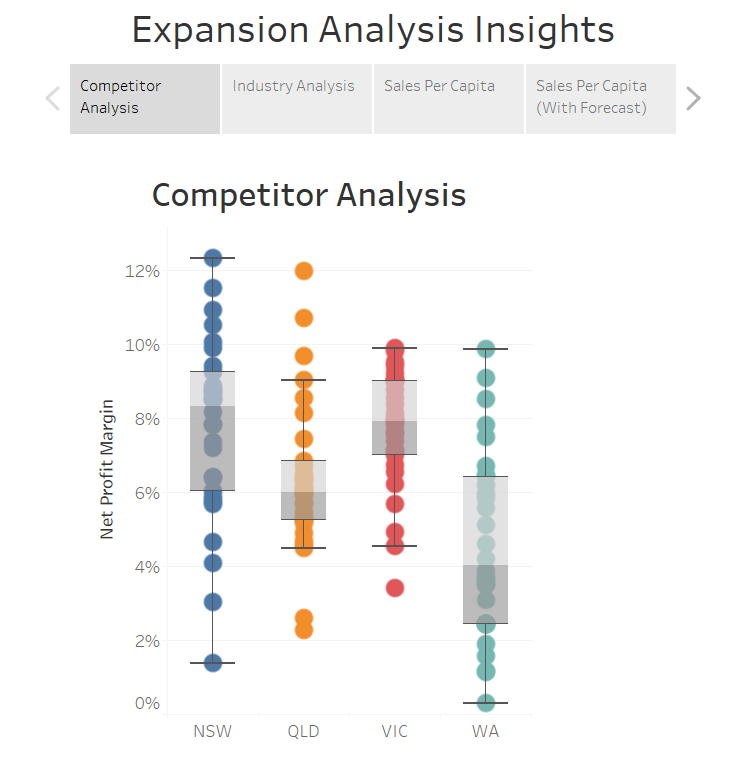 Expansion Analysis Insights
Competitor
Analysis
Industry Analysis
Sales Per Capita
Sales Per Capita
(With Forecast)
Competitor Analysis
Net Profit Margin
12%
10%
8%
6%
4%
2%
0%
NSW
QLD
VIC
WA